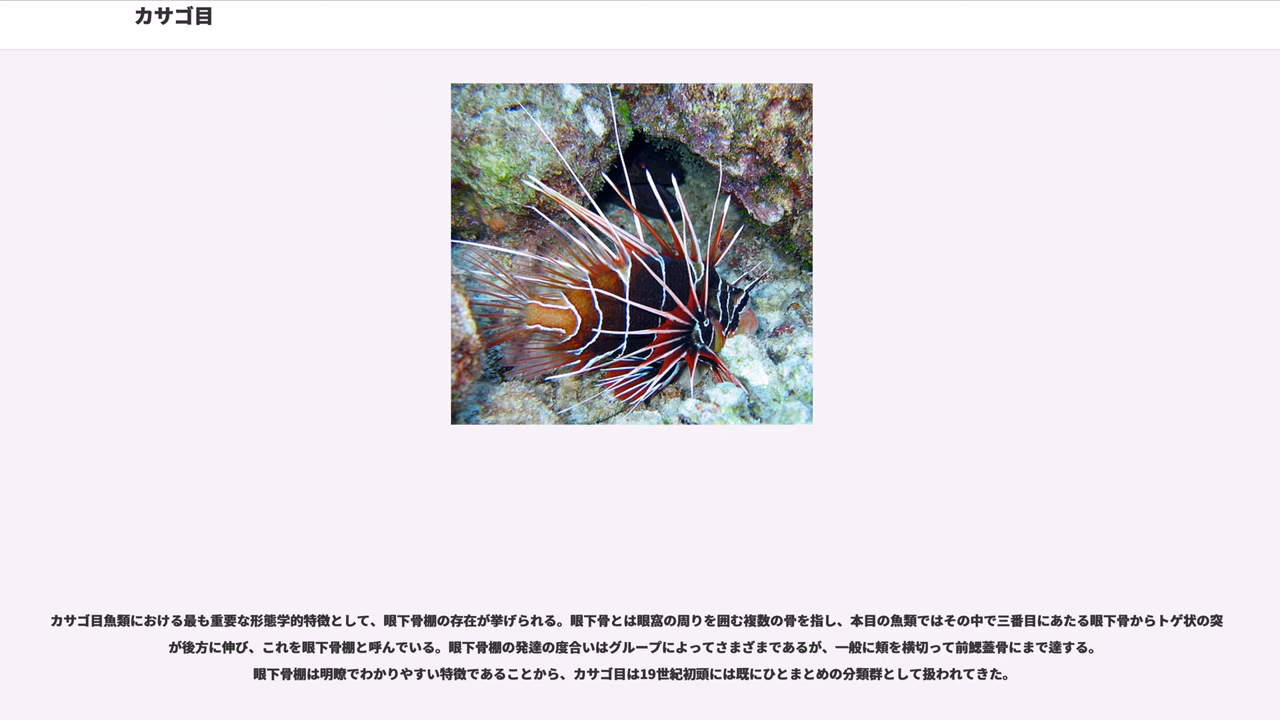 カサゴ目
カサゴ目魚類における最も重要な形態学的特徴として、眼下骨棚の存在が挙げられる。眼下骨とは眼窩の周りを囲む複数の骨を指し、本目の魚類ではその中で三番目にあたる眼下骨からトゲ状の突
が後方に伸び、これを眼下骨棚と呼んでいる。眼下骨棚の発達の度合いはグループによってさまざまであるが、一般に頬を横切って前鰓蓋骨にまで達する。
眼下骨棚は明瞭でわかりやすい特徴であることから、カサゴ目は19世紀初頭には既にひとまとめの分類群として扱われてきた。